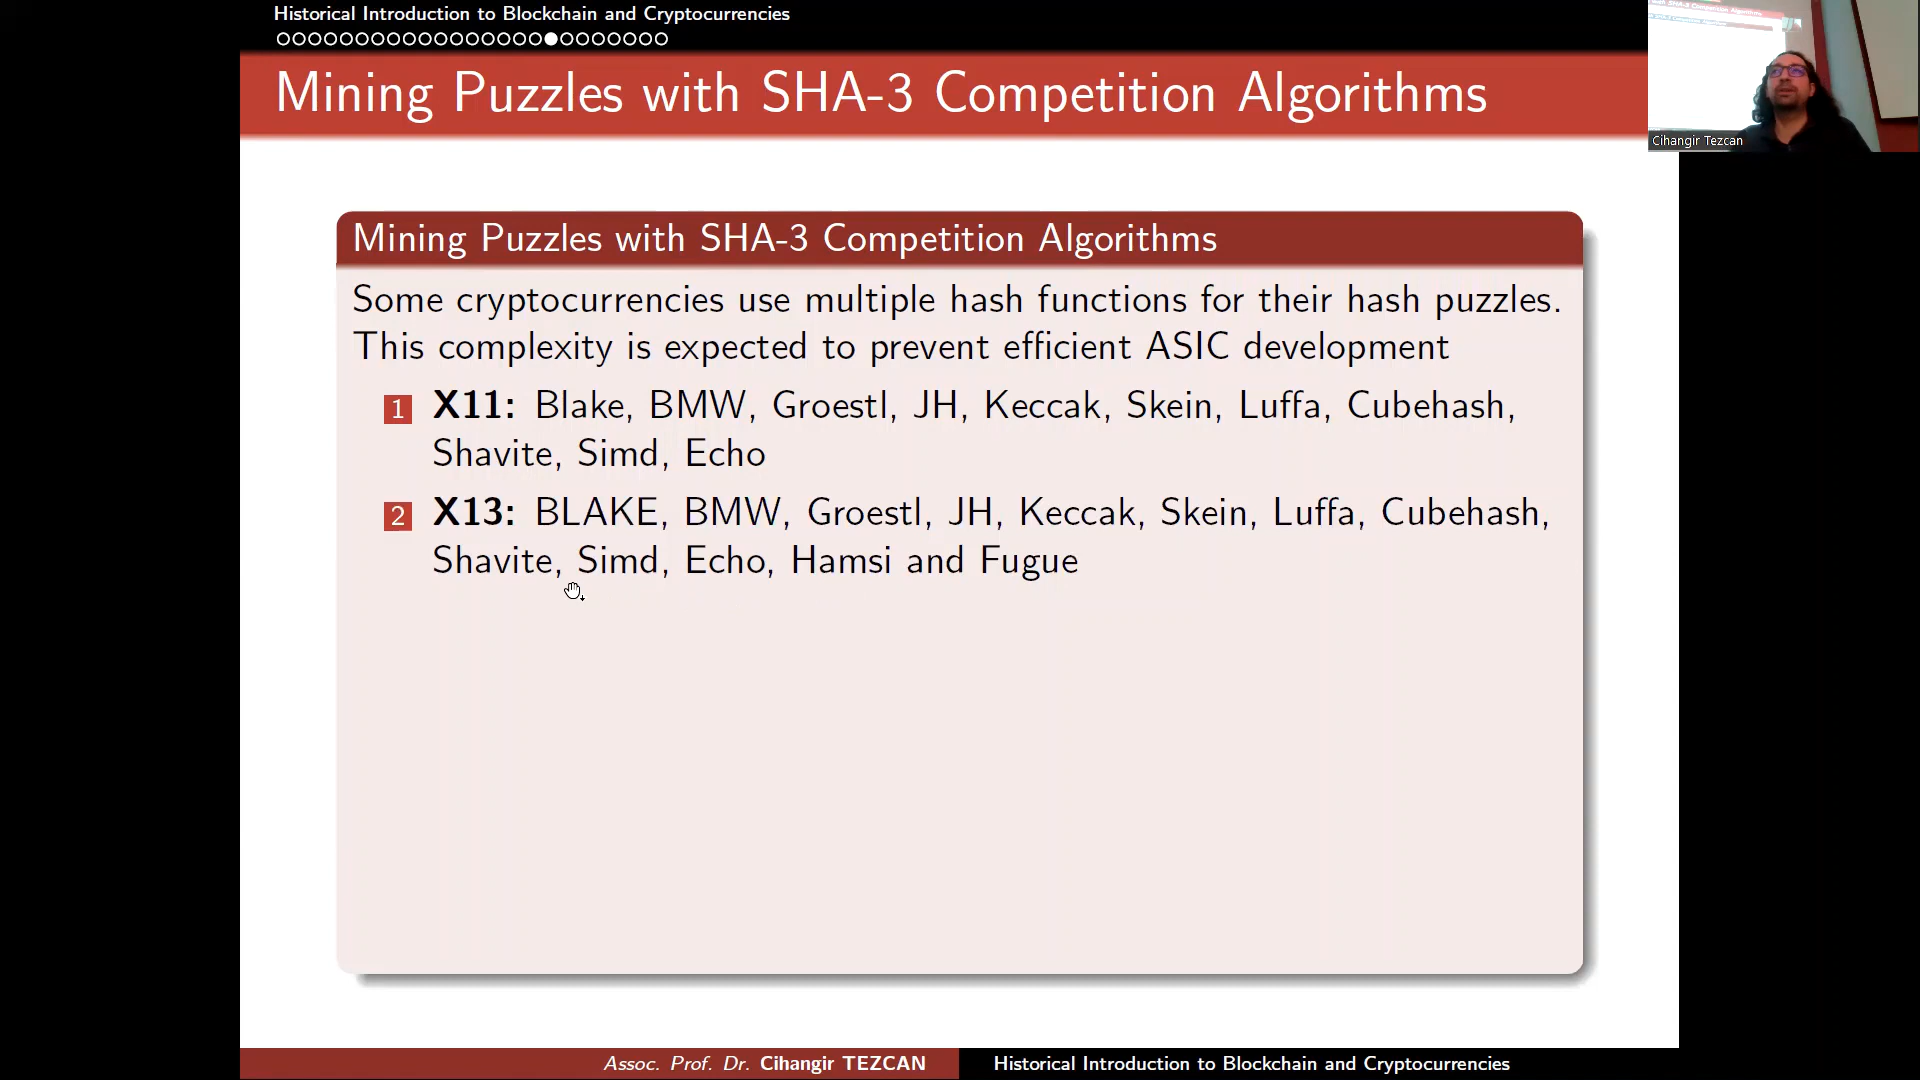 Historical Introduction to Blockchain and Cryptocurrencies
Mining Puzzles with SHA-3 Competition Algorithms
Cihangir Tezcan
Mining Puzzles with SHA-3 Competition Algorithms
Some cryptocurrencies use multiple hash functions for their hash puzzles.
This complexity is expected to prevent efficient ASIC development
1 X11: Blake, BMW, Groestl, JH, Keccak, Skein, Luffa, Cubehash,
Shavite, Simd, Echo
2 X13: BLAKE, BMW, Groestl, JH, Keccak, Skein, Luffa, Cubehash,
Shavite, Simd, Echo, Hamsi and Fugue
Assoc. Prof. Dr. Cihangir TEZCAN
Historical Introduction to Blockchain and Cryptocurrencies